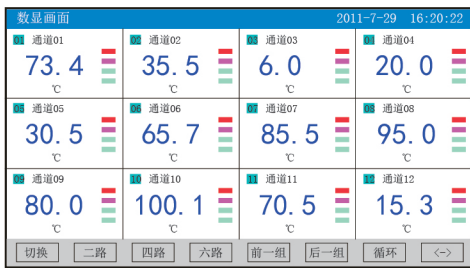 数显画面 2011-7-29 16:20:22
01 通道01 02 通道02 03 通道03 04 通道04
73.4 35.5 6.0 20.0
℃ ℃ ℃ ℃
05 通道05 06 通道06 07 通道07 08 通道08
30.5 65.7 85.5 95.0
℃ ℃ ℃ ℃
09 通道09 10 通道10 11 通道11 12 通道12
80.0 100.1 70.5 15.3
℃ ℃ ℃ ℃
切换 二路 四路 六路 前一组 后一组 循环 <->